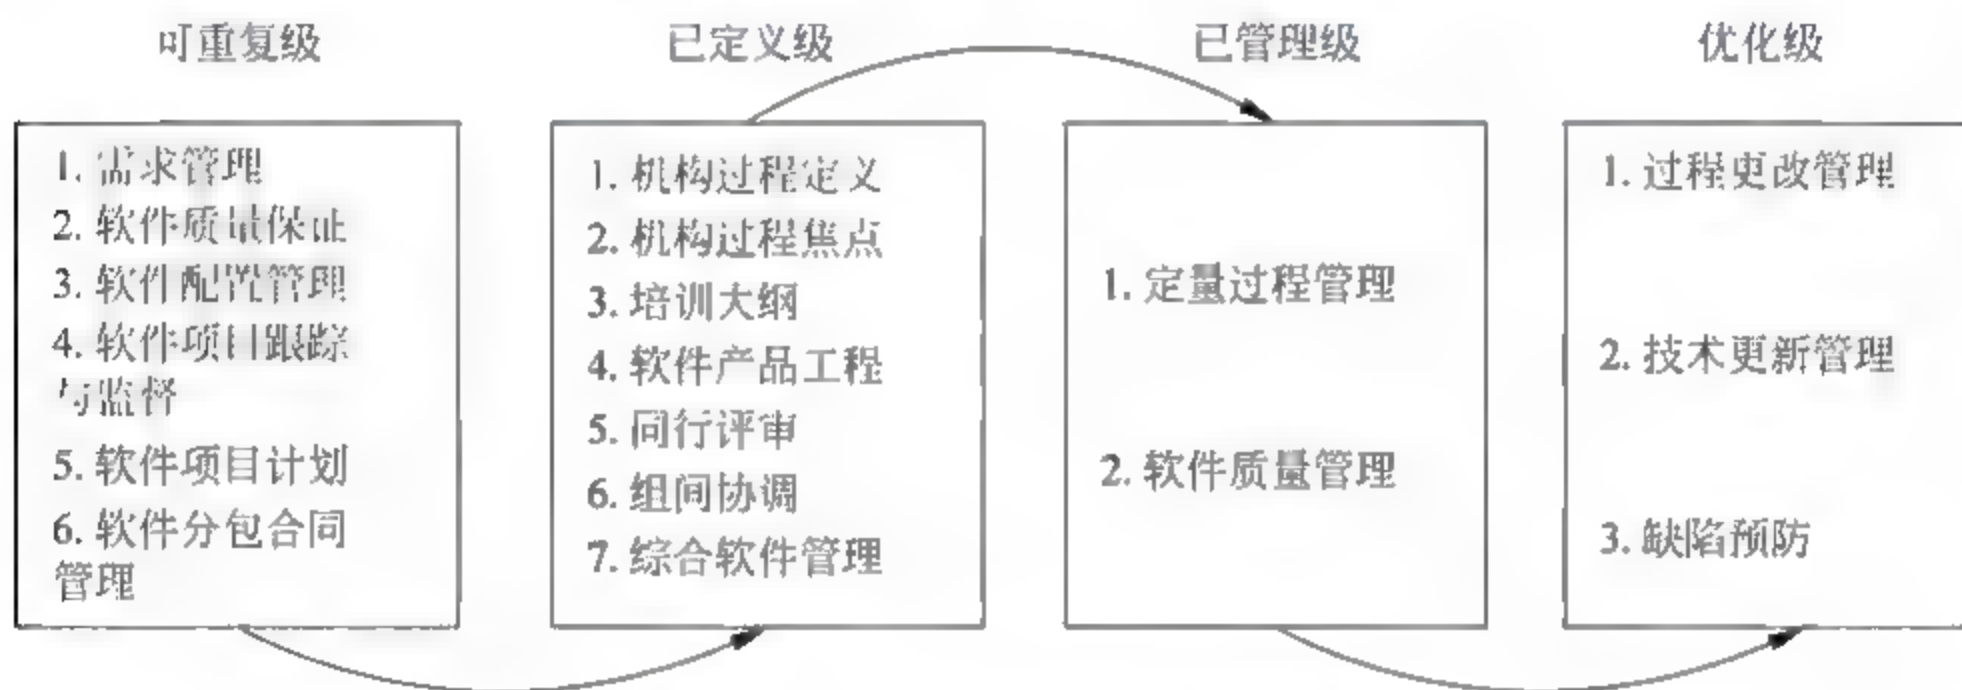 可重复级
1. 需求管理
2. 软件质量保证
3. 软件配置管理
4. 软件项目跟踪
与监督
5. 软件项目计划
6. 软件分包合同
管理
已定义级
1. 机构过程定义
2. 机构过程焦点
3. 培训大纲
4. 软件产品工程
5. 同行评审
6. 组间协调
7. 综合软件管理
已管理级
1. 定量过程管理
2. 软件质量管理
优化级
1. 过程更改管理
2. 技术更新管理
3. 缺陷预防